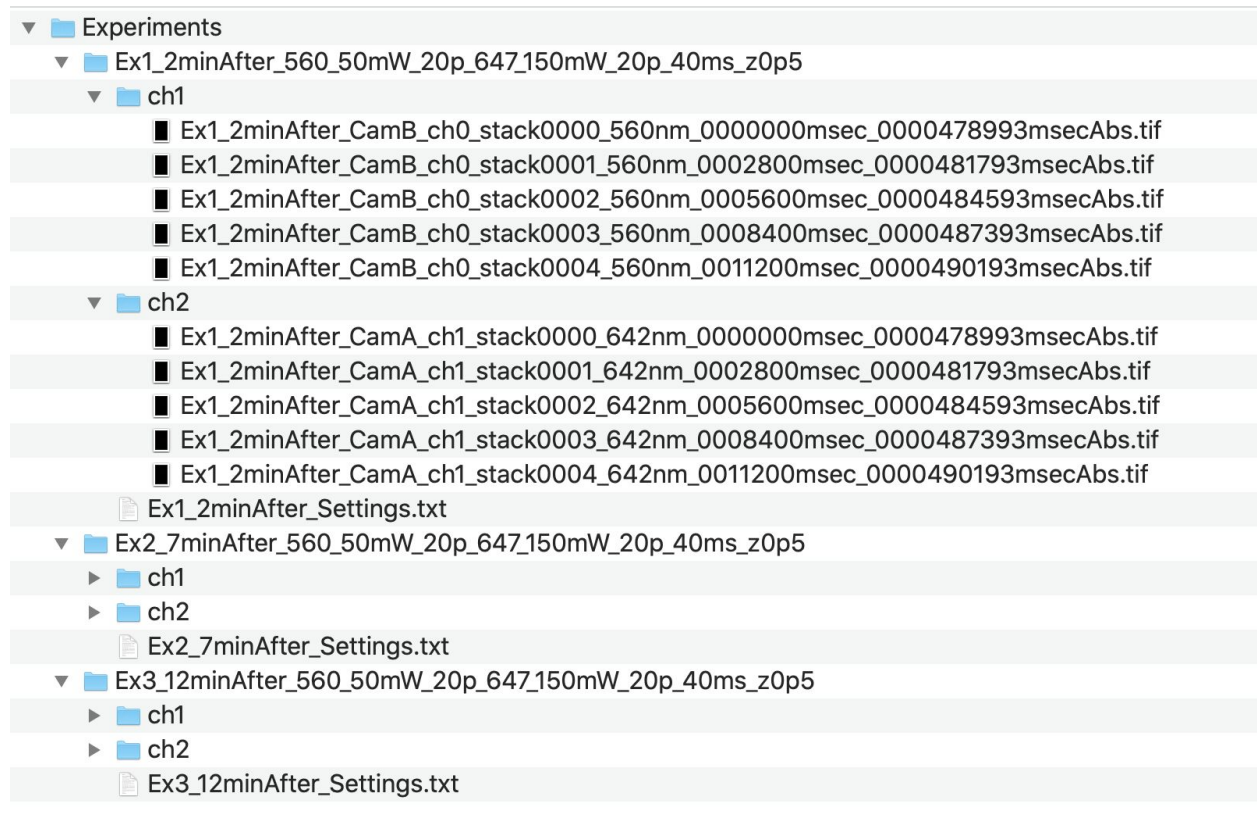 Experiments
Ex1_2minAfter_560_50mW_20p_647_150mW_20p_40ms_z0p5
ch1
Ex1_2minAfter_CamB_ch0_stack0000_560nm_0000000msec_0000478993msecAbs.tif
Ex1_2minAfter_CamB_ch0_stack0001_560nm_0002800msec_0000481793msecAbs.tif
Ex1_2minAfter_CamB_ch0_stack0002_560nm_0005600msec_0000484593msecAbs.tif
Ex1_2minAfter_CamB_ch0_stack0003_560nm_0008400msec_0000487393msecAbs.tif
Ex1_2minAfter_CamB_ch0_stack0004_560nm_0011200msec_0000490193msecAbs.tif
ch2
Ex1_2minAfter_CamA_ch1_stack0000_642nm_0000000msec_0000478993msecAbs.tif
Ex1_2minAfter_CamA_ch1_stack0001_642nm_0002800msec_0000481793msecAbs.tif
Ex1_2minAfter_CamA_ch1_stack0002_642nm_0005600msec_0000484593msecAbs.tif
Ex1_2minAfter_CamA_ch1_stack0003_642nm_0008400msec_0000487393msecAbs.tif
Ex1_2minAfter_CamA_ch1_stack0004_642nm_0011200msec_0000490193msecAbs.tif
Ex1_2minAfter_Settings.txt
Ex2_7minAfter_560_50mW_20p_647_150mW_20p_40ms_z0p5
ch1
ch2
Ex2_7minAfter_Settings.txt
Ex3_12minAfter_560_50mW_20p_647_150mW_20p_40ms_z0p5
ch1
ch2
Ex3_12minAfter_Settings.txt